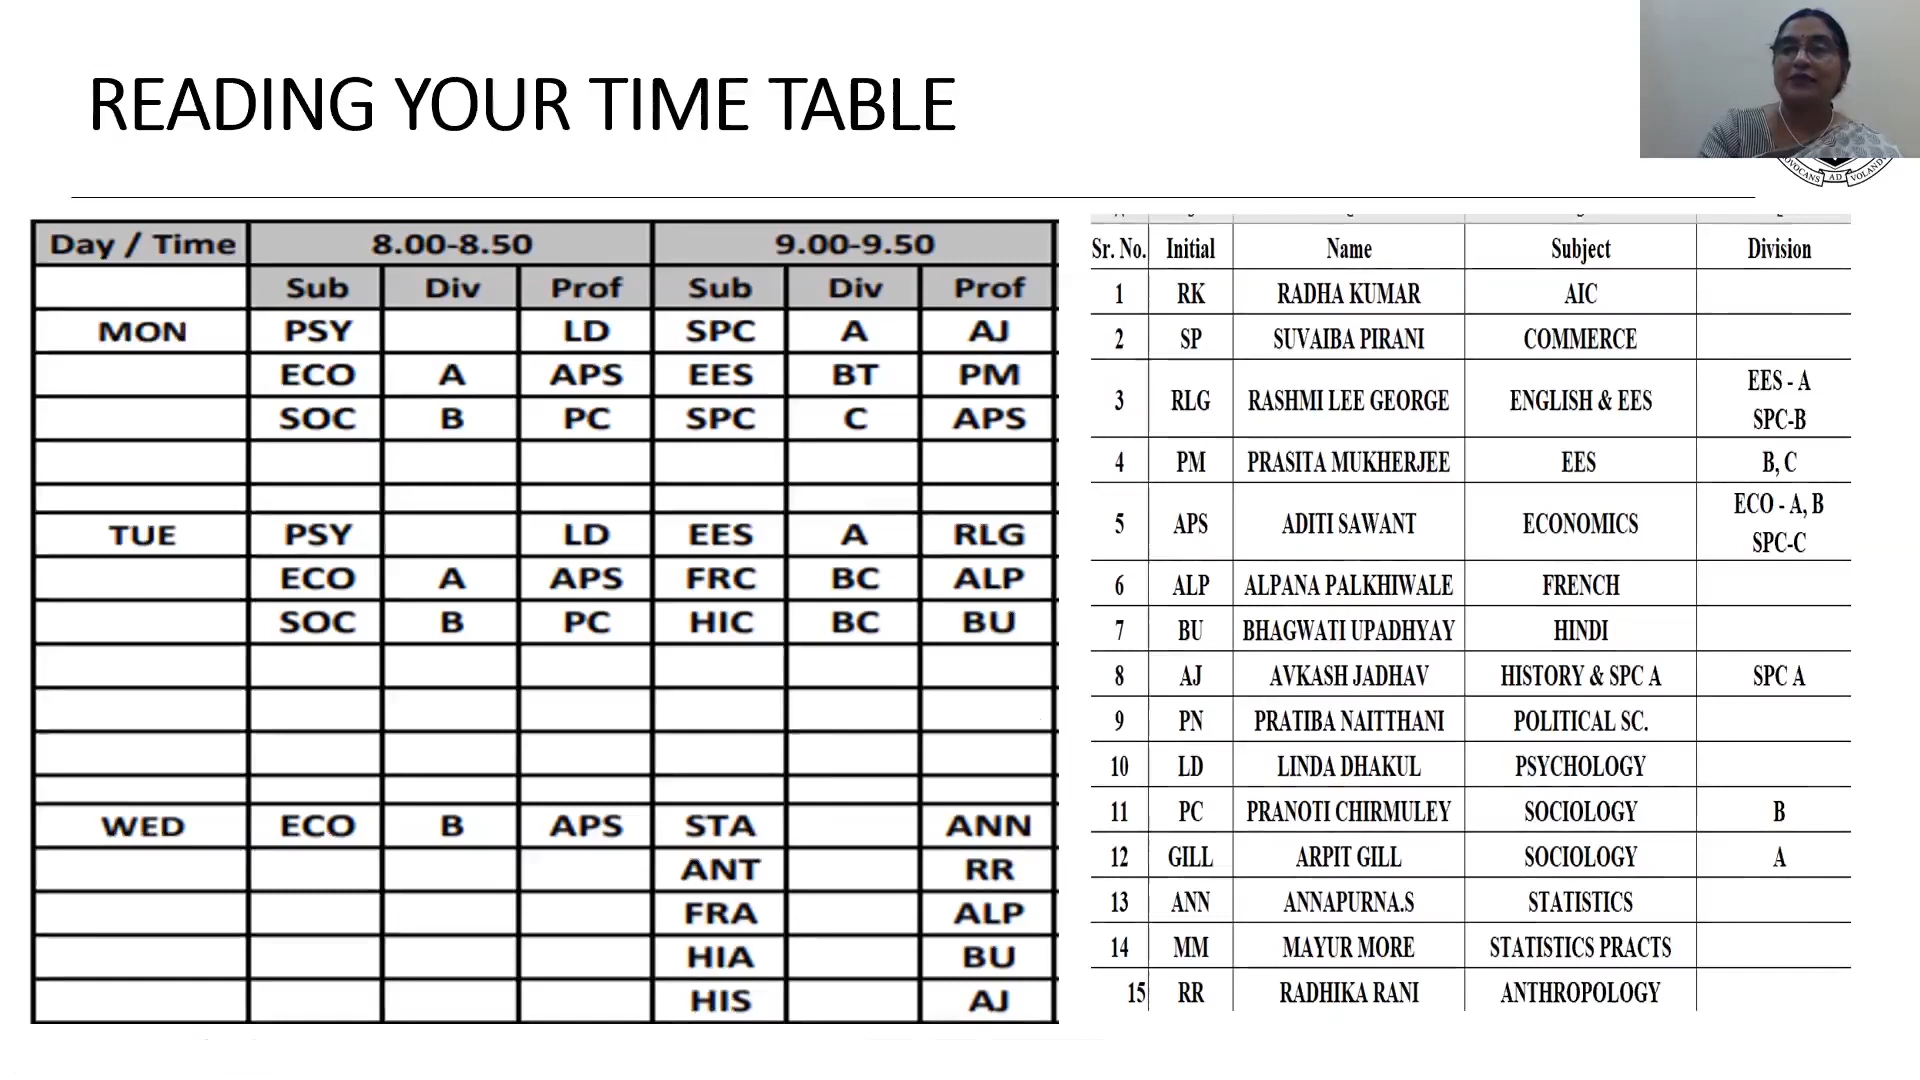 READING YOUR TIME TABLE
OVOCANS AD VOLAND
Day / Time 8.00-8.50 9.00-9.50
Sub Div Prof Sub Div Prof
MON PSY LD SPC A AJ
ECO A APS EES BT PM
SOC B PC SPC C APS
TUE PSY LD EES A RLG
ECO A APS FRC BC ALP
SOC B PC HIC BC BU
WED ECO B APS STA ANN
ANT RR
FRA ALP
HIA BU
HIS AJ
Sr. No. Initial Name Subject Division
1 RK RADHA KUMAR AIC
2 SP SUVAIBA PIRANI COMMERCE
3 RLG RASHMI LEE GEORGE ENGLISH & EES EES - A
SPC-B
4 PM PRASITA MUKHERJEE EES B, C
5 APS ADITI SAWANT ECONOMICS ECO - A, B
SPC-C
6 ALP ALPANA PALKHIWALE FRENCH
7 BU BHAGWATI UPADHYAY HINDI
8 AJ AVKASH JADHAV HISTORY & SPC A SPC A
9 PN PRATIBA NAITTHANI POLITICAL SC.
10 LD LINDA DHAKUL PSYCHOLOGY
11 PC PRANOTI CHIRMULEY SOCIOLOGY B
12 GILL ARPIT GILL SOCIOLOGY A
13 ANN ANNAPURNA.S STATISTICS
14 MM MAYUR MORE STATISTICS PRACTS
15 RR RADHIKA RANI ANTHROPOLOGY